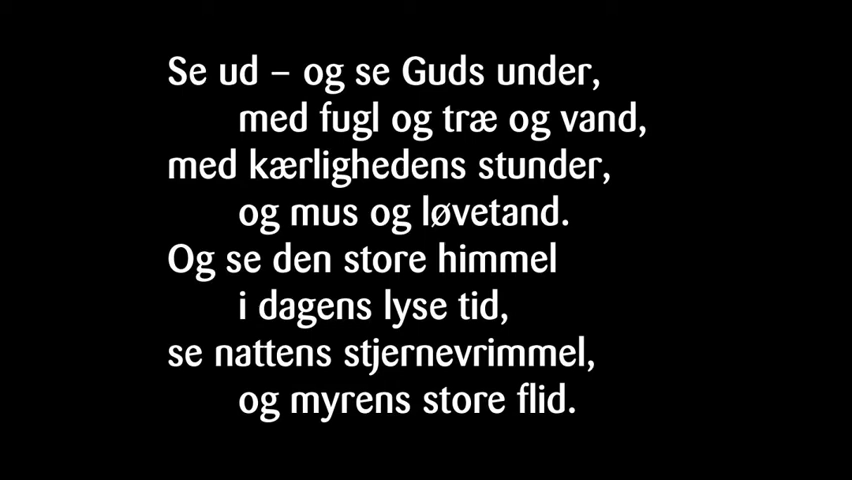 Se ud – og se Guds under,
med fugl og træ og vand,
med kærlighedens stunder,
og mus og løvetand.
Og se den store himmel
i dagens lyse tid,
se nattens stjernevrimmel,
og myrens store flid.